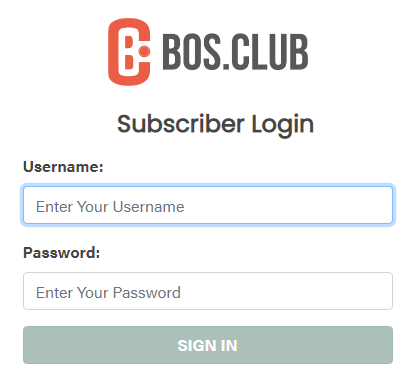 BOS.CLUB
Subscriber Login
Username:
Enter Your Username
Password:
Enter Your Password
SIGN IN